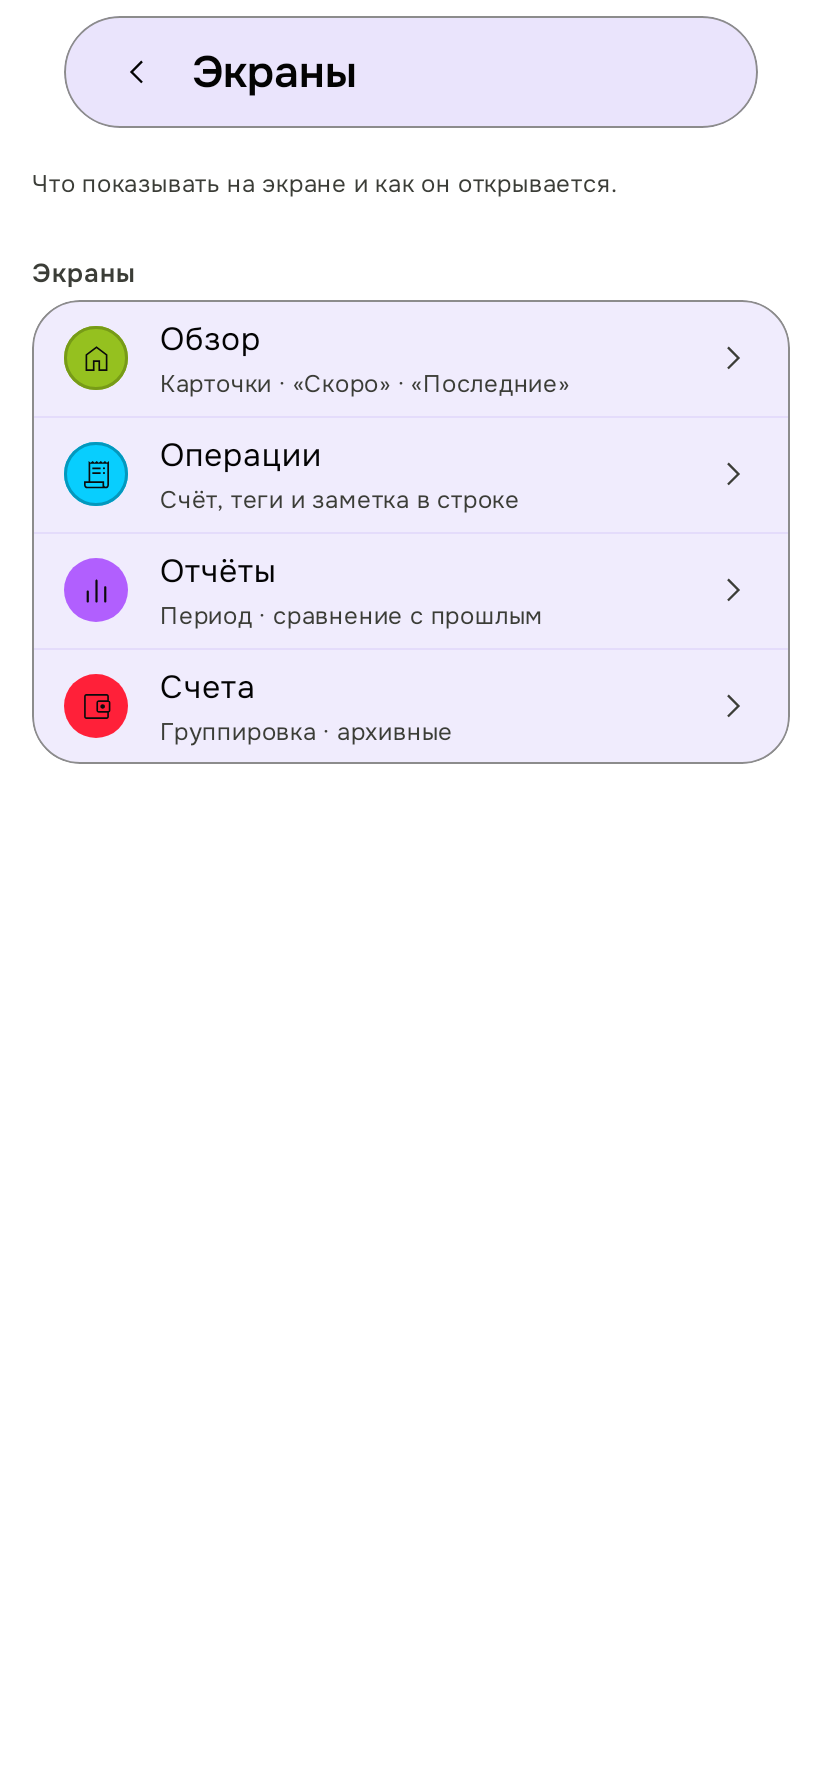 Экраны
Что показывать на экране и как он открывается.
Экраны
Обзор
Карточки · «Скоро» · «Последние»
Операции
Счёт, теги и заметка в строке
Отчёты
Период · сравнение с прошлым
Счета
Группировка · архивные